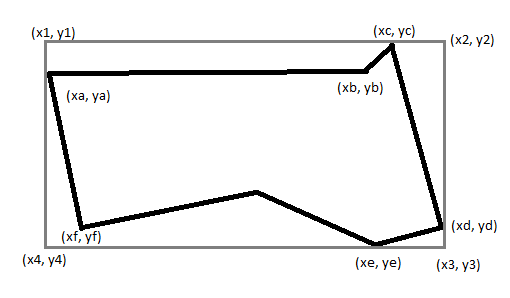 (x1, y1)
(xc, yc)
(x2, y2)
(xa, ya)
(xb, yb)
(xf, yf)
(xd, yd)
(x4, y4)
(xe, ye)
(x3, y3)